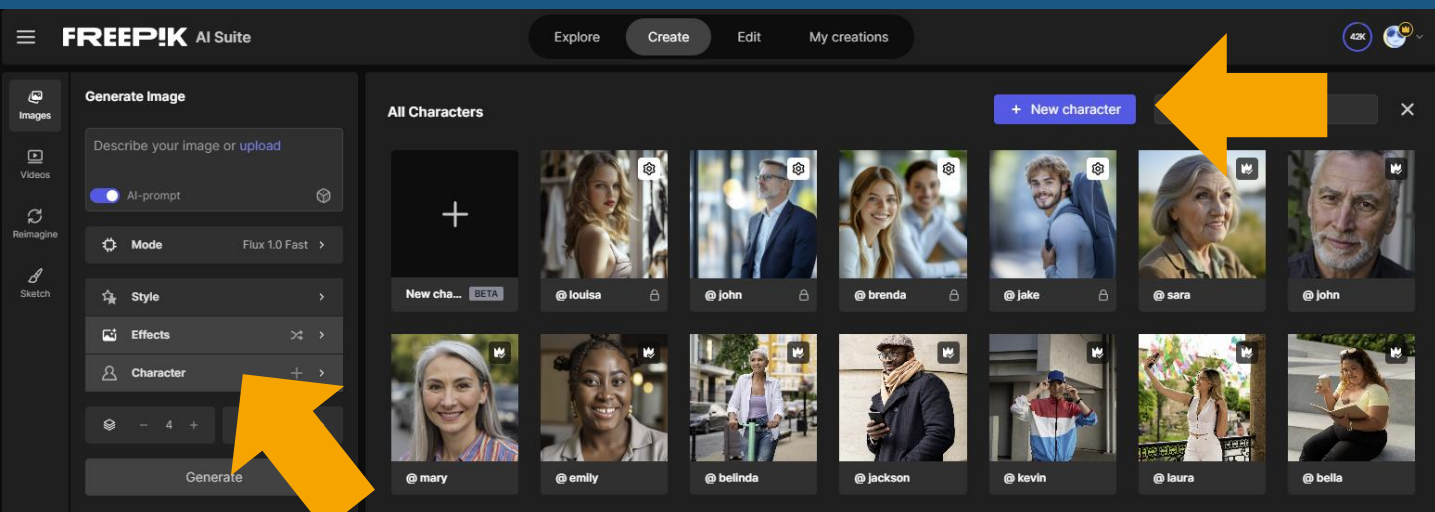 FREEP!K AI Suite
Explore
Create
Edit
My creations
42K
Images
Videos
Reimagine
Sketch
Generate Image
Describe your image or upload
AI-prompt
Mode
Flux 1.0 Fast
Style
Effects
Character
4
Generate
All Characters
+ New character
New cha... BETA
@ louisa
@ john
@ brenda
@ jake
@ sara
@ john
@ mary
@ emily
@ belinda
@ jackson
@ kevin
@ laura
@ bella